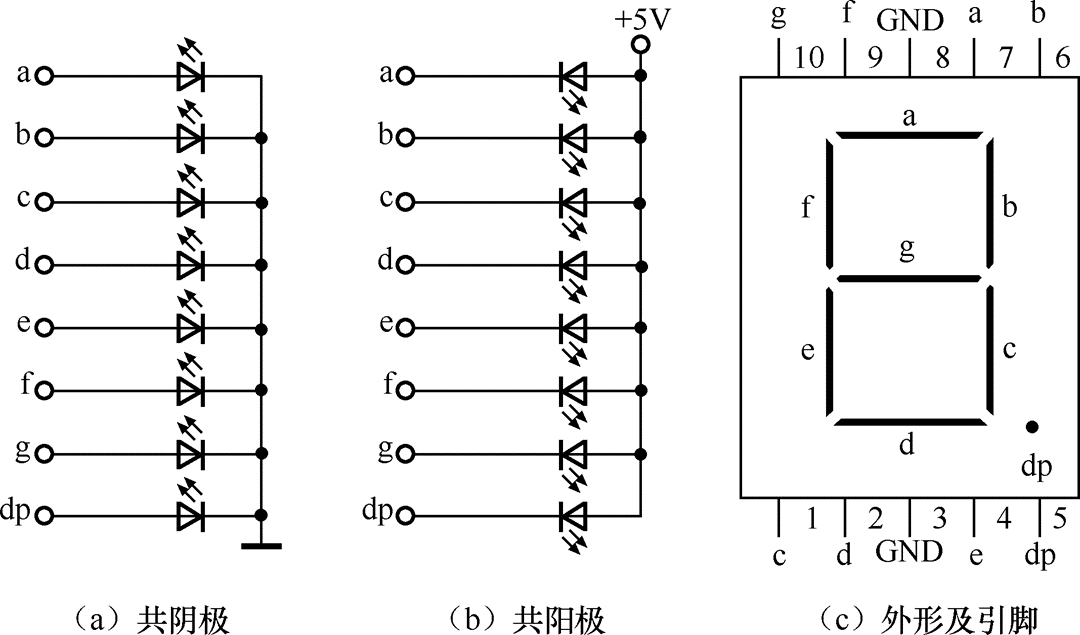 +5V
a
b
c
d
e
f
g
dp
a
b
c
d
e
f
g
dp
g f GND a b
10 9 8 7 6
a
f
b
g
e
c
d
dp
1 2 3 4 5
c d GND e dp
（a）共阴极
（b）共阳极
（c）外形及引脚